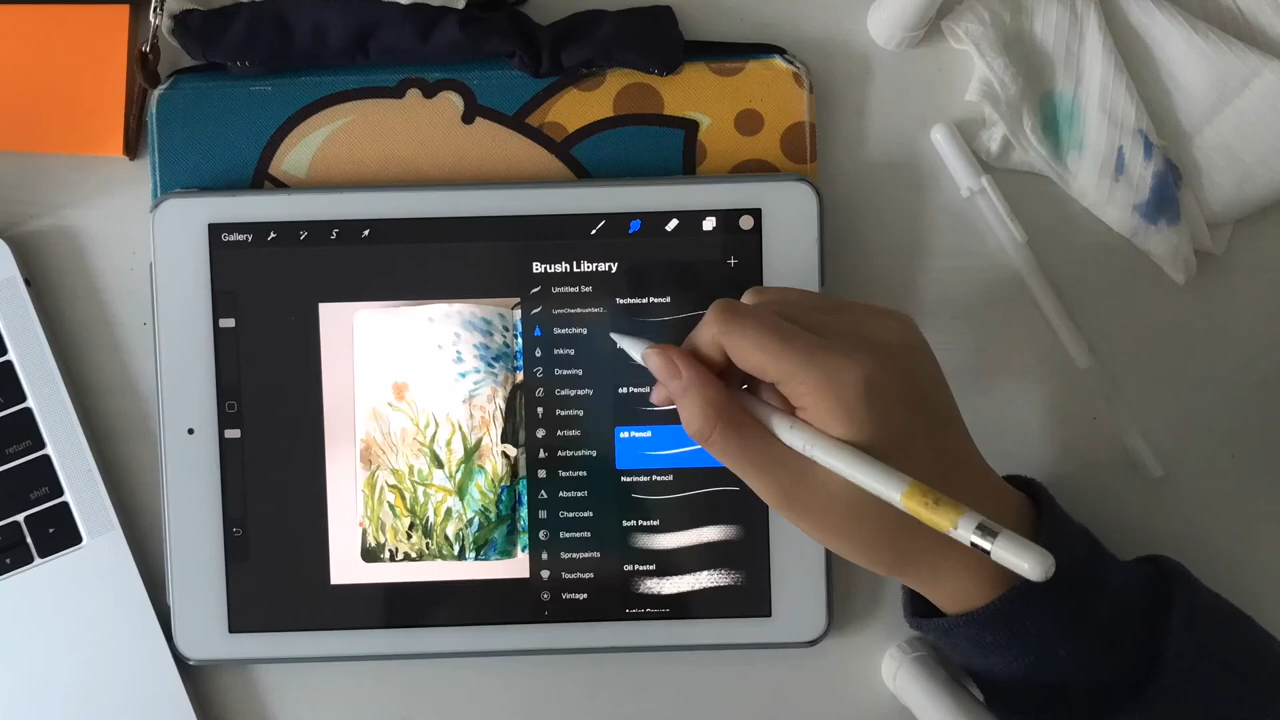 Gallery
Brush Library
Untitled Set
LynnChenBrushSet2...
Sketching
Inking
Drawing
Calligraphy
Painting
Artistic
Airbrushing
Textures
Abstract
Charcoals
Elements
Spraypaints
Touchups
Vintage
Technical Pencil
6B Pencil
6B Pencil
Narinder Pencil
Soft Pastel
Oil Pastel
return
shift